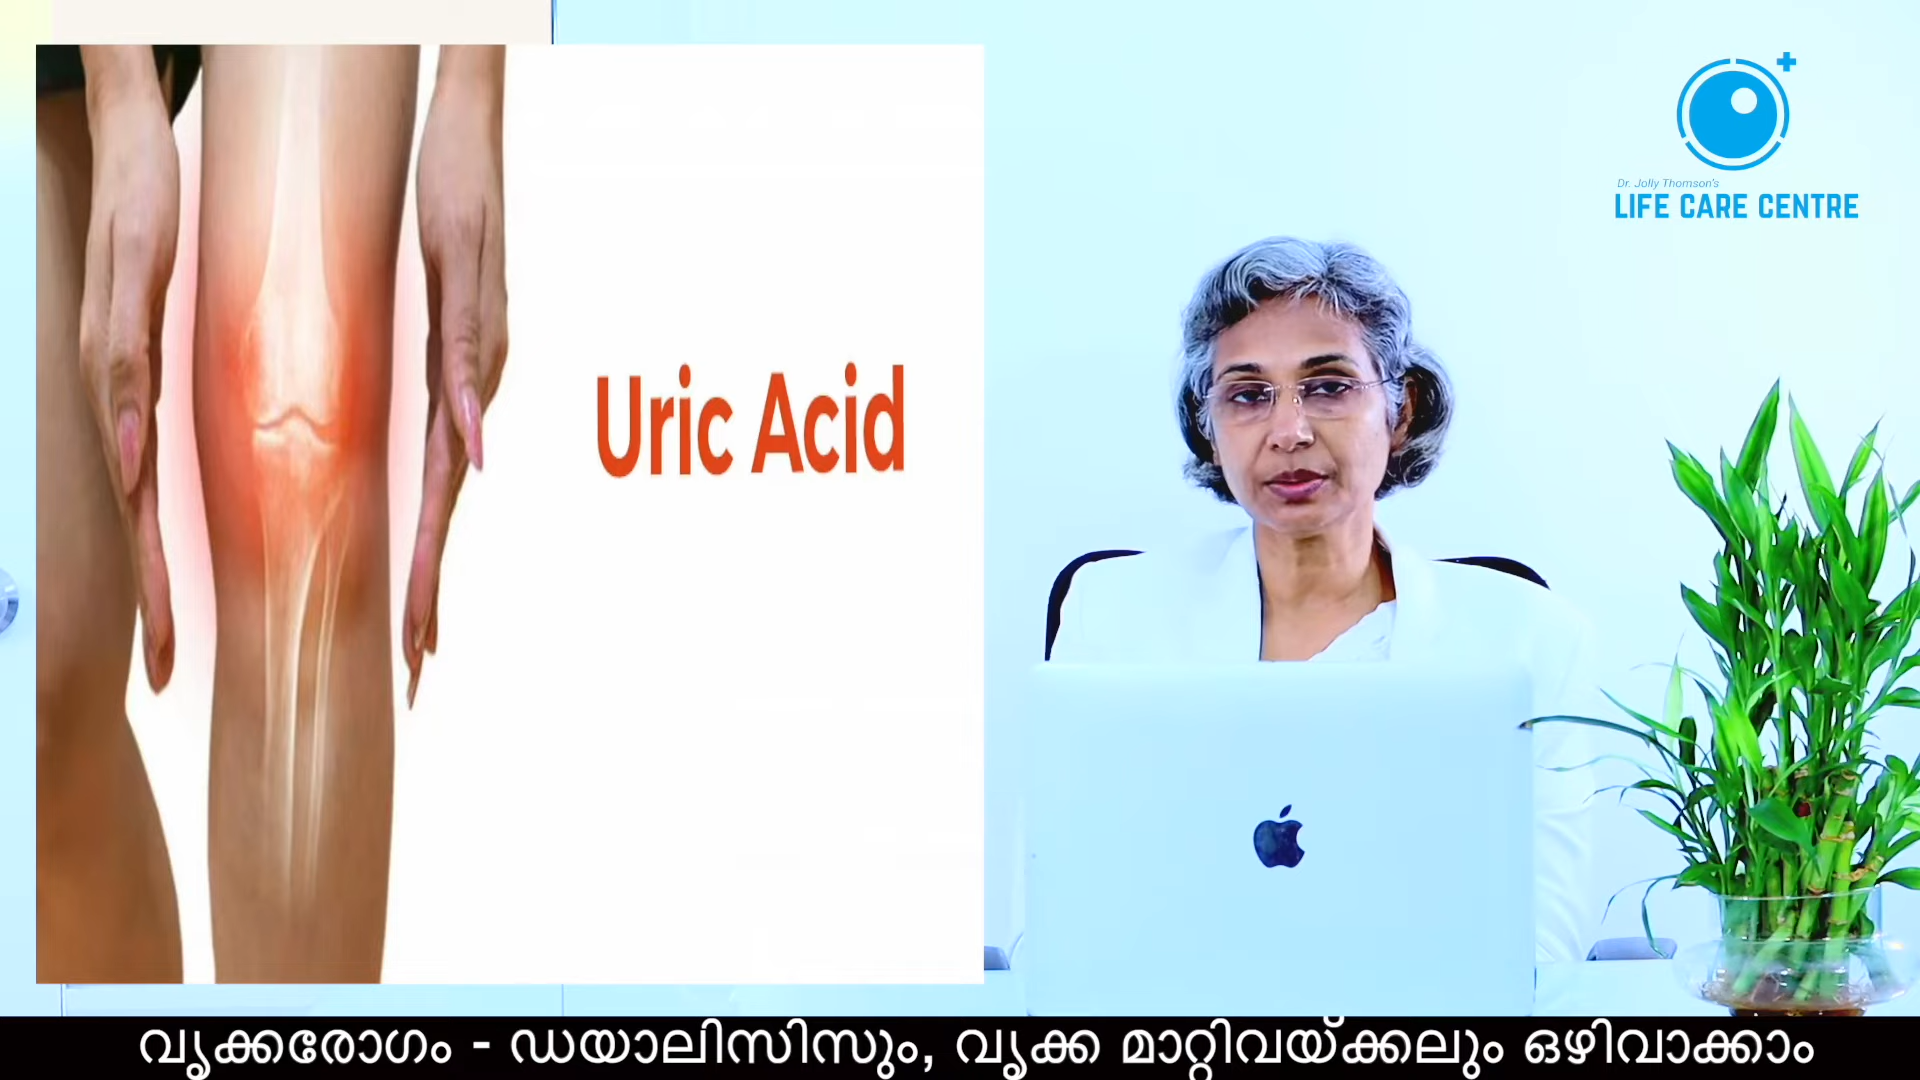 Uric Acid
Dr. Jolly Thomson's
LIFE CARE CENTRE
വൃക്കരോഗം - ഡയാലിസിസും, വൃക്ക മാറ്റിവയ്ക്കലും ഒഴിവാക്കാം